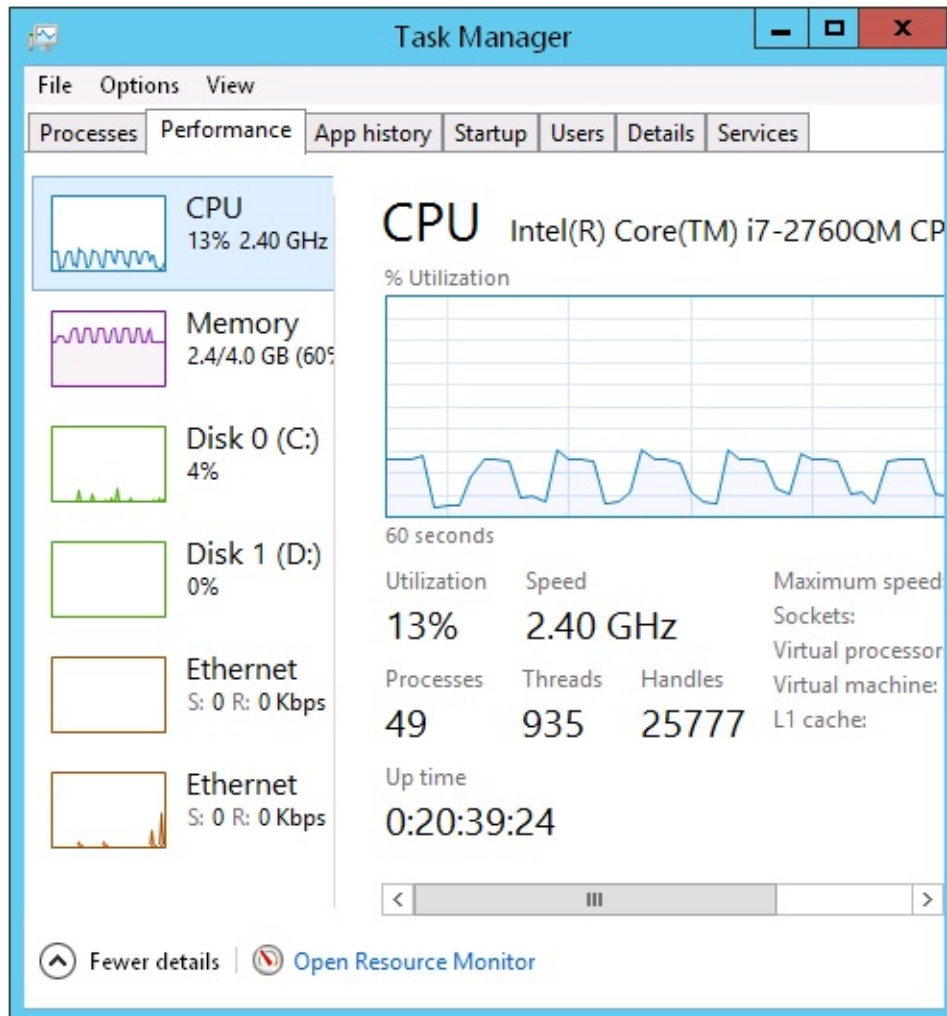 Task Manager
File Options View
Processes Performance App history Startup Users Details Services
CPU
13% 2.40 GHz
Memory
2.4/4.0 GB (60%
Disk 0 (C:)
4%
Disk 1 (D:)
0%
Ethernet
S: 0 R: 0 Kbps
Ethernet
S: 0 R: 0 Kbps
CPU Intel(R) Core(TM) i7-2760QM CP
% Utilization
60 seconds
Utilization Speed
13% 2.40 GHz
Processes Threads Handles
49 935 25777
Up time
0:20:39:24
Maximum speed:
Sockets:
Virtual processor
Virtual machine:
L1 cache:
Fewer details Open Resource Monitor